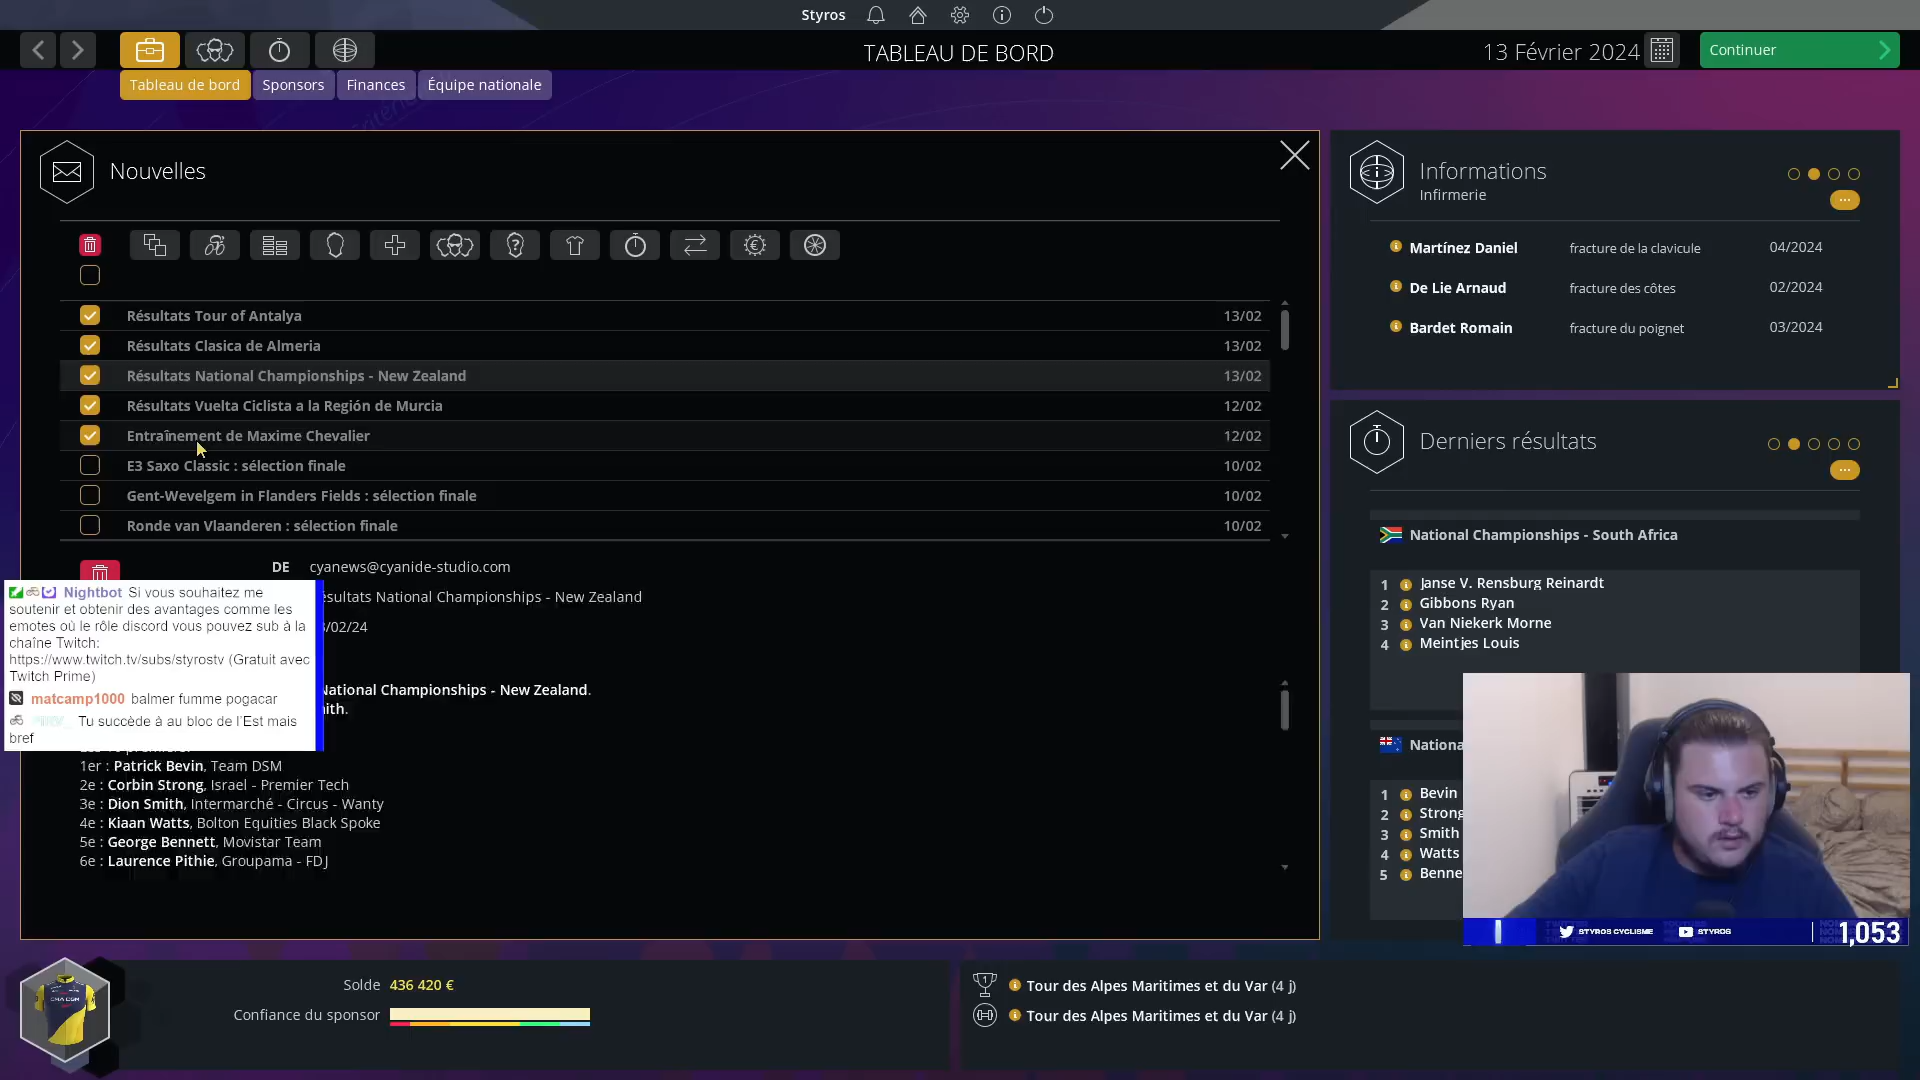 Styros
TABLEAU DE BORD
13 Février 2024
Continuer
Tableau de bord
Sponsors
Finances
Équipe nationale
Nouvelles
Résultats Tour of Antalya 13/02
Résultats Clasica de Almeria 13/02
Résultats National Championships - New Zealand 13/02
Résultats Vuelta Ciclista a la Región de Murcia 12/02
Entraînement de Maxime Chevalier 12/02
E3 Saxo Classic : sélection finale 10/02
Gent-Wevelgem in Flanders Fields : sélection finale 10/02
Ronde van Vlaanderen : sélection finale 10/02
DE cyanews@cyanide-studio.com
ésultats National Championships - New Zealand
/02/24
National Championships - New Zealand.
ith.
1er : Patrick Bevin, Team DSM
2e : Corbin Strong, Israel - Premier Tech
3e : Dion Smith, Intermarché - Circus - Wanty
4e : Kiaan Watts, Bolton Equities Black Spoke
5e : George Bennett, Movistar Team
6e : Laurence Pithie, Groupama - FDJ
Nightbot Si vous souhaitez me
soutenir et obtenir des avantages comme les
emotes où le rôle discord vous pouvez sub à la
chaîne Twitch:
https://www.twitch.tv/subs/styrostv (Gratuit avec
Twitch Prime)
matcamp1000 balmer fumme pogacar
Tu succède à au bloc de l'Est mais
bref
Informations
Infirmerie
Martínez Daniel fracture de la clavicule 04/2024
De Lie Arnaud fracture des côtes 02/2024
Bardet Romain fracture du poignet 03/2024
Derniers résultats
National Championships - South Africa
1 Janse V. Rensburg Reinardt
2 Gibbons Ryan
3 Van Niekerk Morne
4 Meintjes Louis
Nationa
1 Bevin
2 Strong
3 Smith
4 Watts
5 Benne
STYROS CYCLISME
STYROS
1,053
Solde 436 420 €
Confiance du sponsor
CMA CGM
Tour des Alpes Maritimes et du Var (4 j)
Tour des Alpes Maritimes et du Var (4 j)